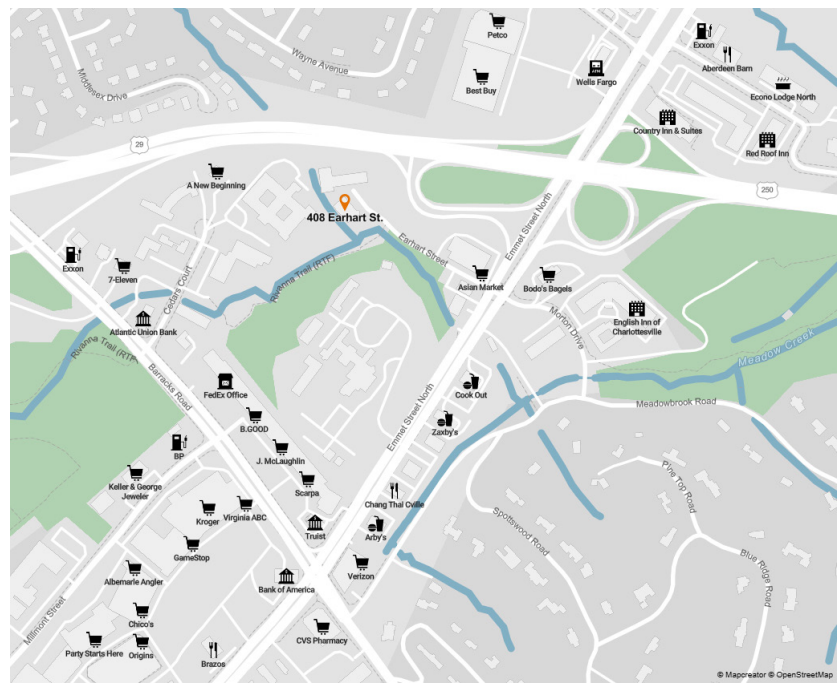 Petco
Exxon
Wayne Avenue
Aberdeen Barn
Middlesex Drive
Best Buy
Wells Fargo
ATM
Econo Lodge North
Country Inn & Suites
Red Roof Inn
29
A New Beginning
250
408 Earhart St.
Emmet Street North
Earhart Street
Exxon
7-Eleven
Rivanna Trail (RTF)
Asian Market
Bodo's Bagels
Cedars Court
Morton Drive
English Inn of
Charlottesville
Atlantic Union Bank
Rivanna Trail (RTF)
Meadow Creek
Barracks Road
FedEx Office
Cook Out
Meadowbrook Road
Emmet Street North
B.GOOD
Zaxby's
BP
J. McLaughlin
Keller & George
Jeweler
Scarpa
Pine Top Road
Chang Thai Cville
Kroger
Virginia ABC
Spottswood Road
Truist
Arby's
GameStop
Blue Ridge Road
Albemarle Angler
Verizon
Bank of America
Millmont Street
Chico's
CVS Pharmacy
Party Starts Here
Origins
Brazos
© Mapcreator © OpenStreetMap